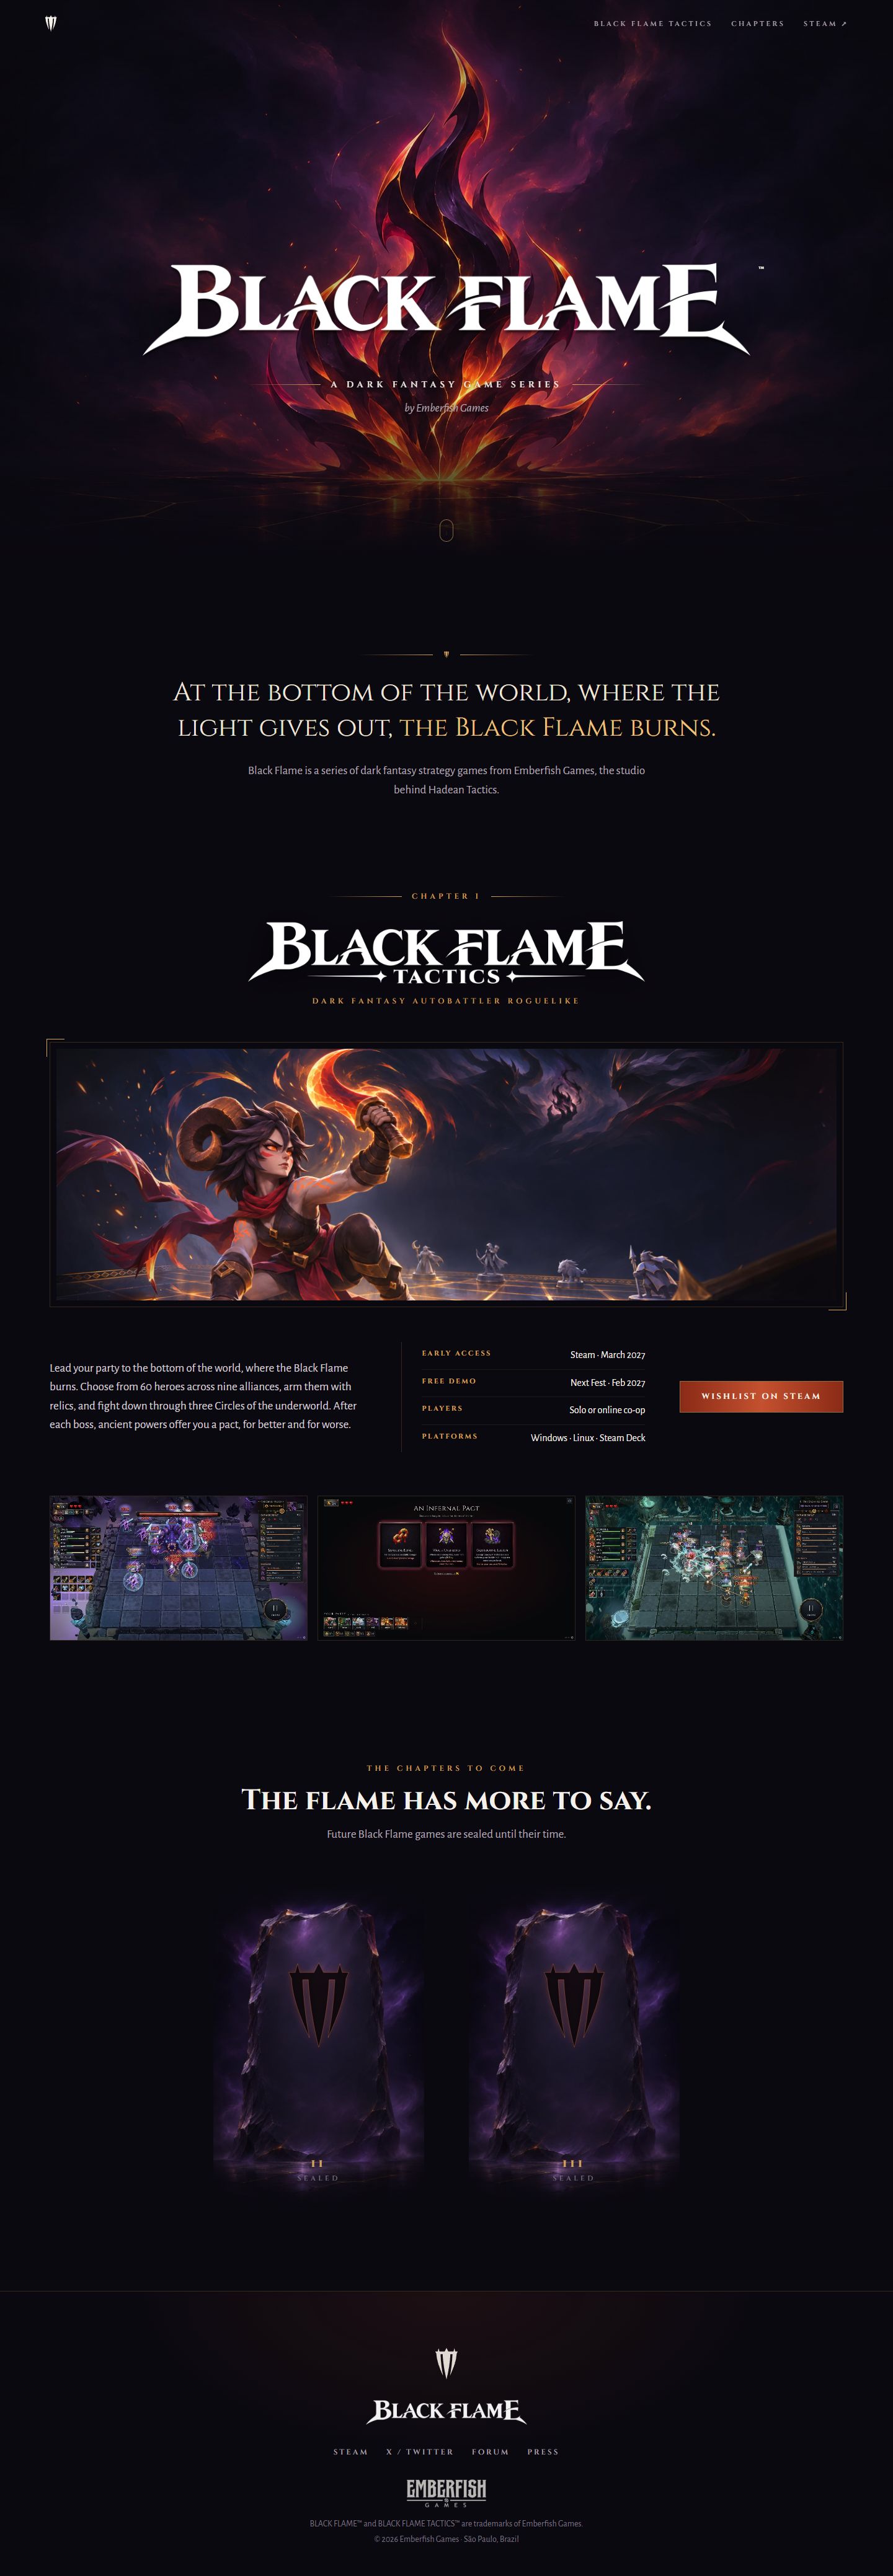 BLACK FLAME TACTICS CHAPTERS STEAM ↗
BLACK FLAME ™
A DARK FANTASY GAME SERIES
by Emberfish Games
AT THE BOTTOM OF THE WORLD, WHERE THE
LIGHT GIVES OUT, THE BLACK FLAME BURNS.
Black Flame is a series of dark fantasy strategy games from Emberfish Games, the studio
behind Hadean Tactics.
CHAPTER I
BLACK FLAME
TACTICS
DARK FANTASY AUTOBATTLER ROGUELIKE
Lead your party to the bottom of the world, where the Black Flame
burns. Choose from 60 heroes across nine alliances, arm them with
relics, and fight down through three Circles of the underworld. After
each boss, ancient powers offer you a pact, for better and for worse.
EARLY ACCESS Steam · March 2027
FREE DEMO Next Fest · Feb 2027
PLAYERS Solo or online co-op
PLATFORMS Windows · Linux · Steam Deck
WISHLIST ON STEAM
AN INFERNAL PACT
THE CHAPTERS TO COME
THE FLAME HAS MORE TO SAY.
Future Black Flame games are sealed until their time.
II
SEALED
III
SEALED
BLACK FLAME
STEAM X / TWITTER FORUM PRESS
EMBERFISH
GAMES
BLACK FLAME™ and BLACK FLAME TACTICS™ are trademarks of Emberfish Games.
© 2026 Emberfish Games · São Paulo, Brazil